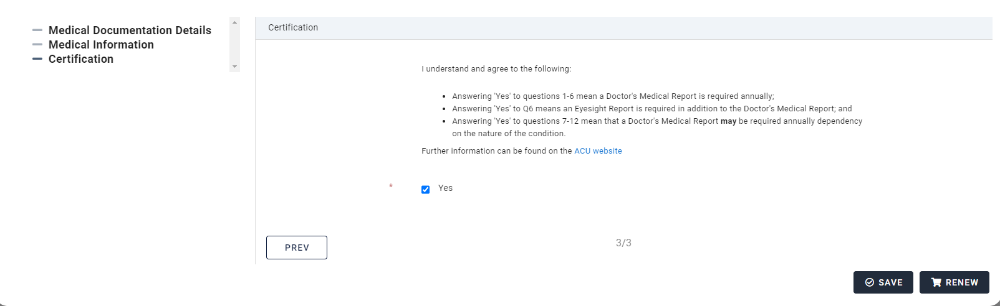 Medical Documentation Details
Medical Information
Certification
Certification
I understand and agree to the following:
• Answering 'Yes' to questions 1-6 mean a Doctor's Medical Report is required annually;
• Answering 'Yes' to Q6 means an Eyesight Report is required in addition to the Doctor's Medical Report; and
• Answering 'Yes' to questions 7-12 mean that a Doctor's Medical Report may be required annually dependency
on the nature of the condition.
Further information can be found on the ACU website
* Yes
PREV
3/3
SAVE
RENEW